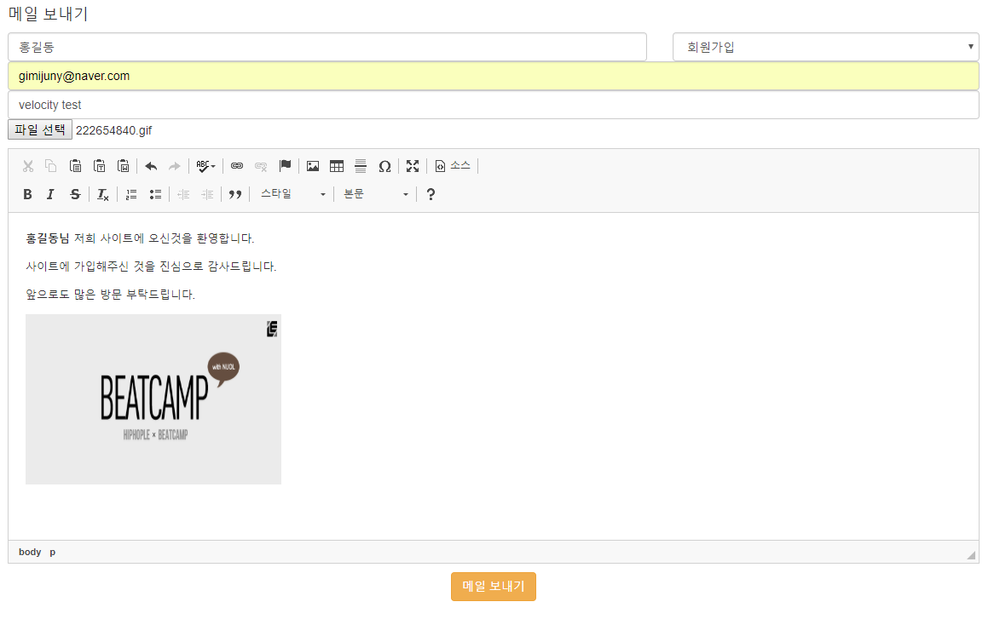 메일 보내기
홍길동
회원가입
gimijuny@naver.com
velocity test
파일 선택 222654840.gif
ABC
소스
B I S Tx
스타일 본문 ?
홍길동님 저희 사이트에 오신것을 환영합니다.
사이트에 가입해주신 것을 진심으로 감사드립니다.
앞으로도 많은 방문 부탁드립니다.
with NUOL
BEATCAMP
HIPHOPLE × BEATCAMP
body p
메일 보내기